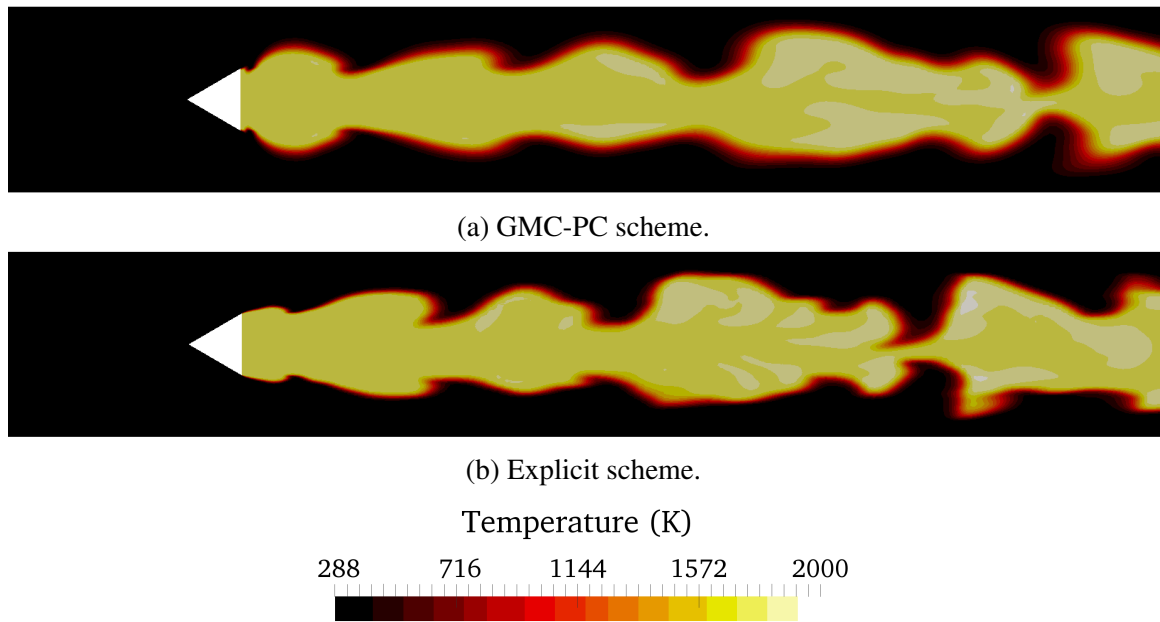 (a) GMC-PC scheme.
(b) Explicit scheme.
Temperature (K)
288 716 1144 1572 2000